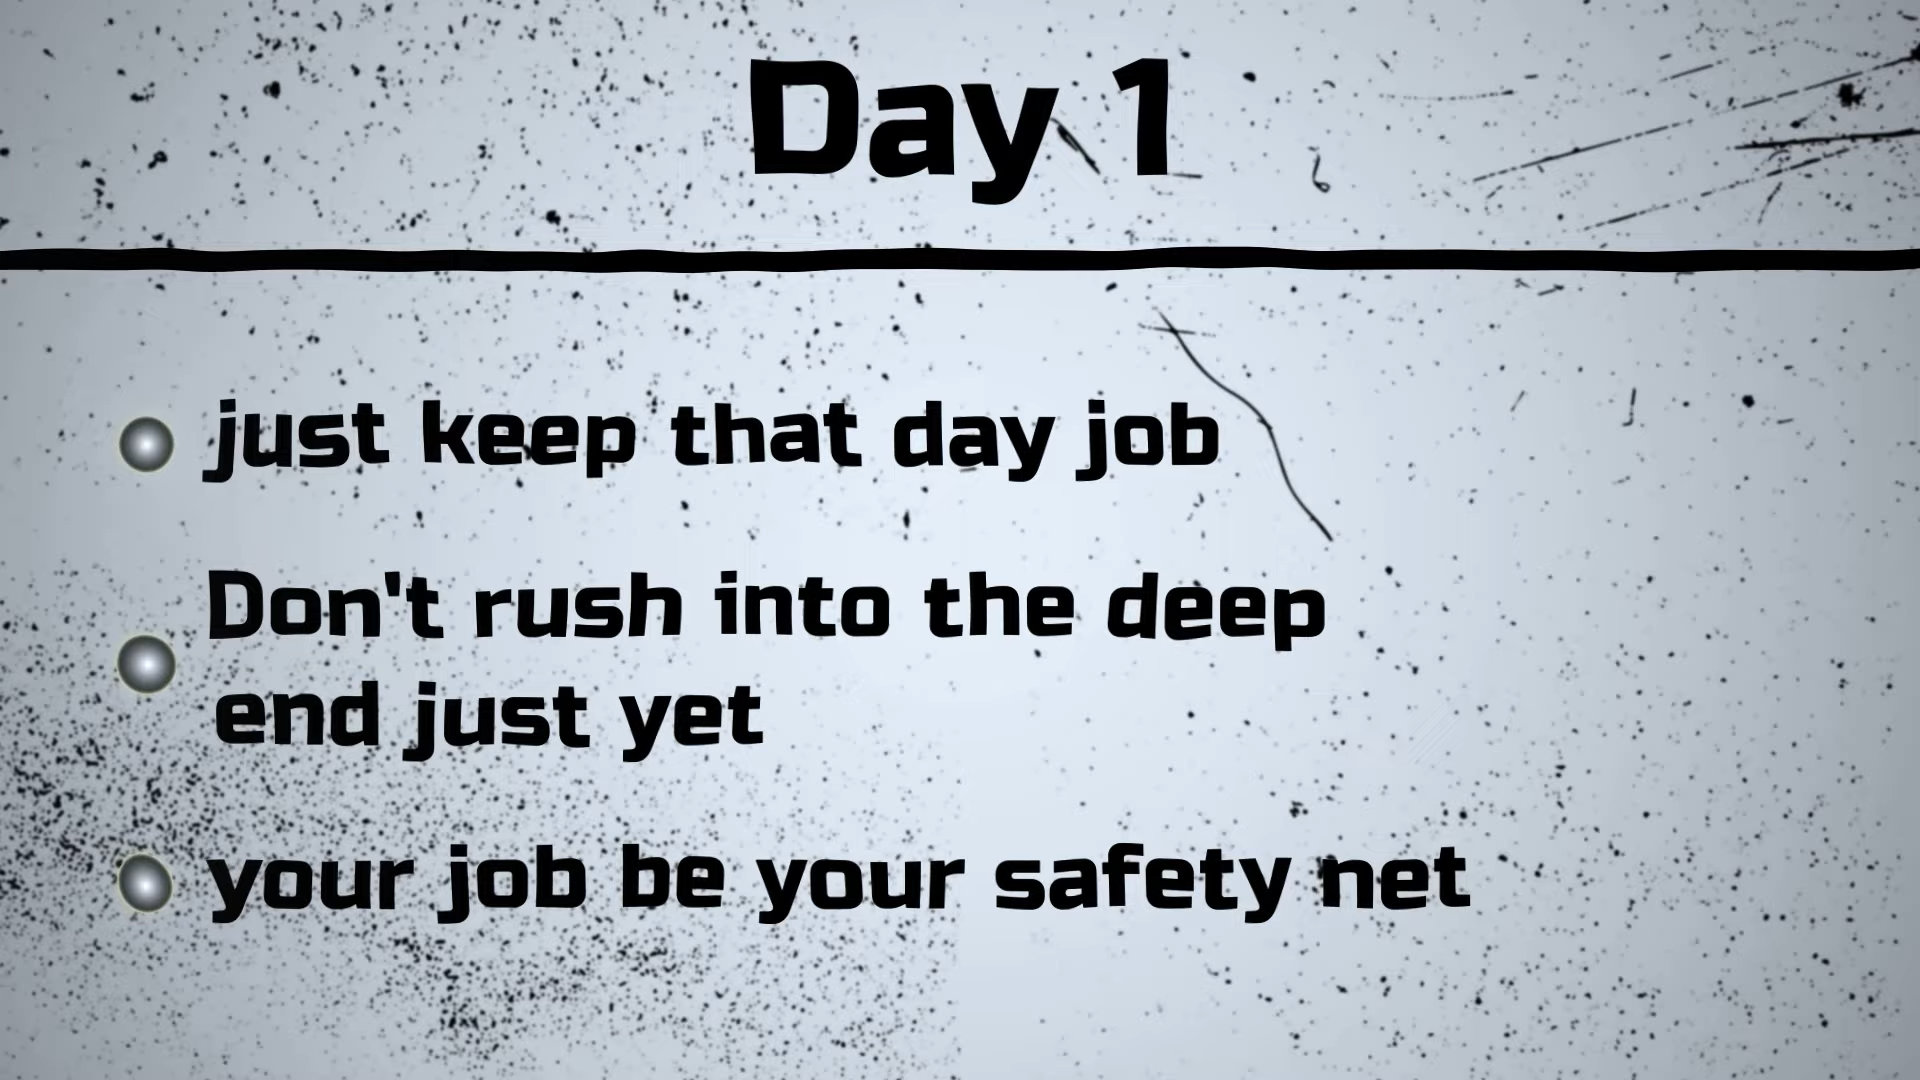 Day 1
just keep that day job
Don't rush into the deep
end just yet
your job be your safety net